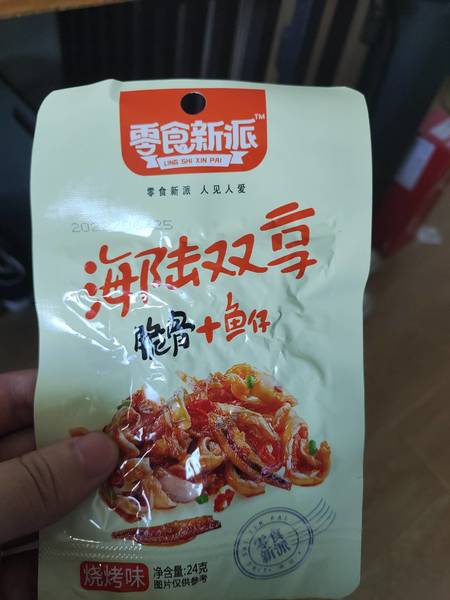 零食新派™
LING SHI XIN PAI
零食新派 人见人爱
海陆双享
脆骨+鱼仔
零食
新派
烧烤味
净含量:24克
图片仅供参考